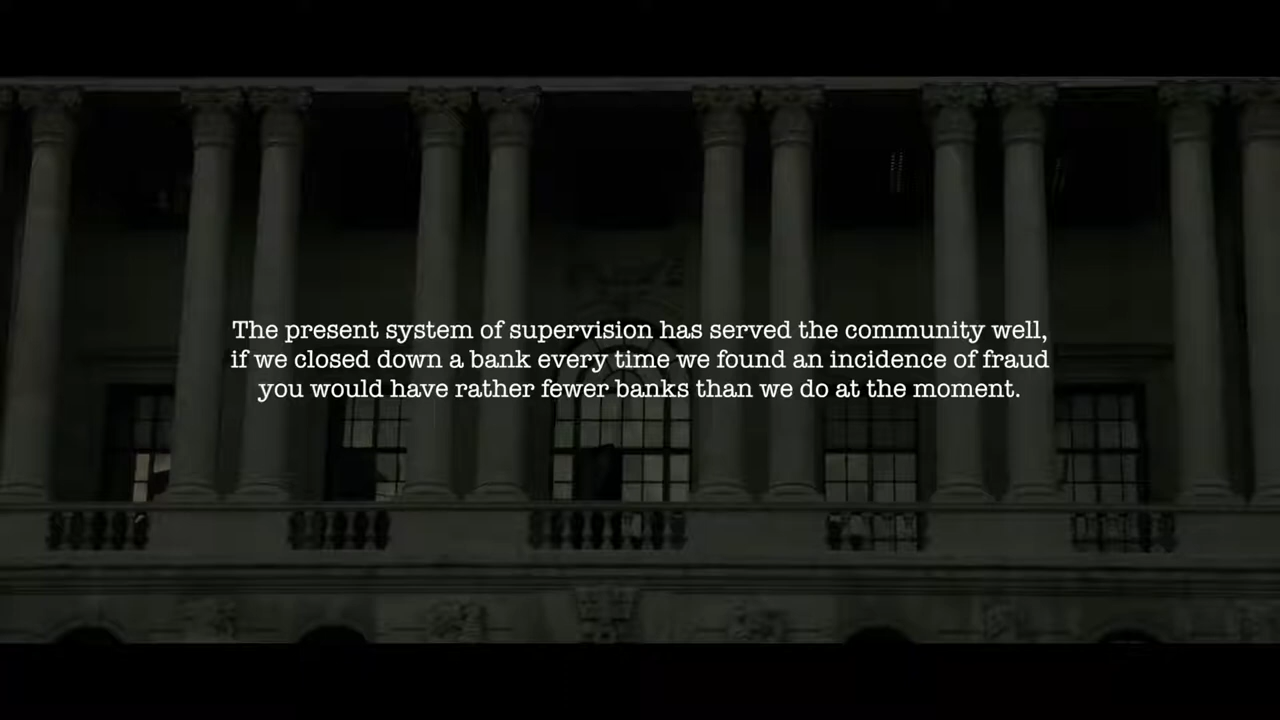 The present system of supervision has served the community well,
if we closed down a bank every time we found an incidence of fraud
you would have rather fewer banks than we do at the moment.